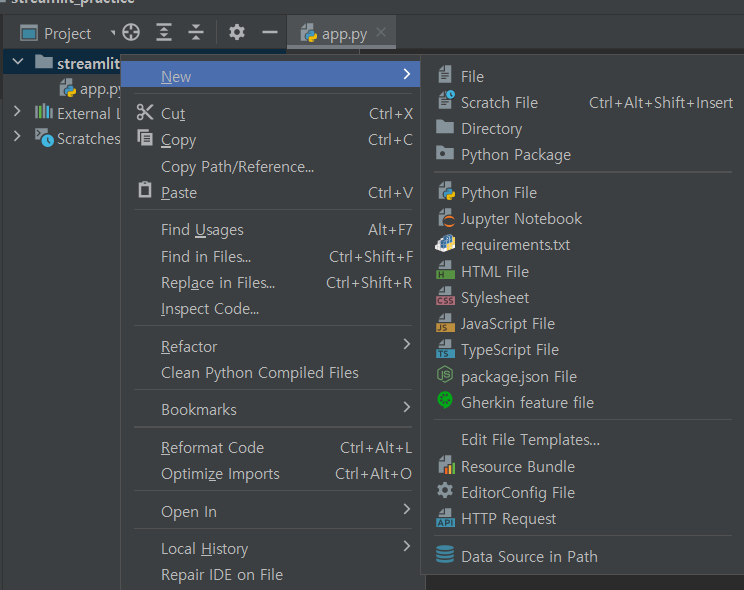 streamlit_practice
Project
app.py
streamlit
app.py
External L
Scratches
New
Cut Ctrl+X
Copy Ctrl+C
Copy Path/Reference...
Paste Ctrl+V
Find Usages Alt+F7
Find in Files... Ctrl+Shift+F
Replace in Files... Ctrl+Shift+R
Inspect Code...
Refactor
Clean Python Compiled Files
Bookmarks
Reformat Code Ctrl+Alt+L
Optimize Imports Ctrl+Alt+O
Open In
Local History
Repair IDE on File
File
Scratch File Ctrl+Alt+Shift+Insert
Directory
Python Package
Python File
Jupyter Notebook
requirements.txt
H HTML File
CSS Stylesheet
JS JavaScript File
TS TypeScript File
JS package.json File
Gherkin feature file
Edit File Templates...
Resource Bundle
EditorConfig File
API HTTP Request
Data Source in Path